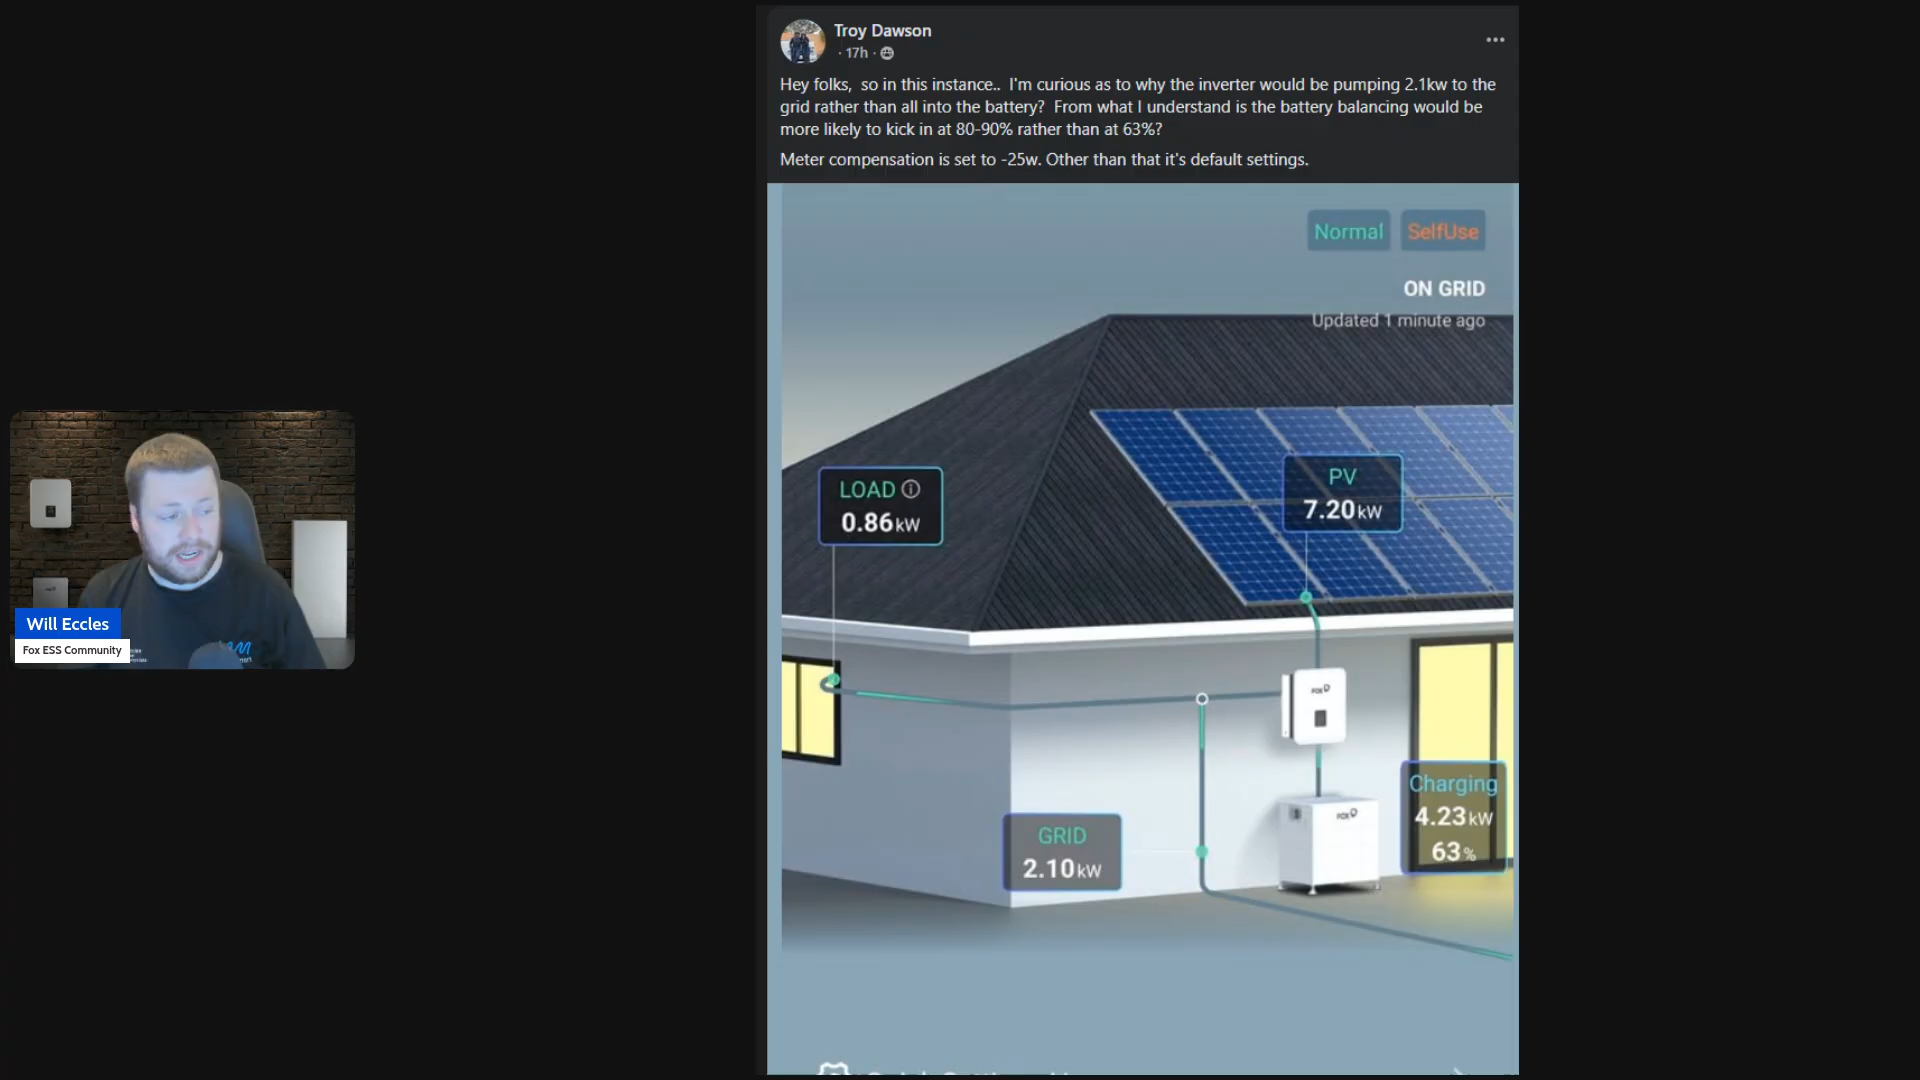 Troy Dawson
· 17h ·
Hey folks, so in this instance.. I'm curious as to why the inverter would be pumping 2.1kw to the
grid rather than all into the battery? From what I understand is the battery balancing would be
more likely to kick in at 80-90% rather than at 63%?
Meter compensation is set to -25w. Other than that it's default settings.
Normal SelfUse
ON GRID
Updated 1 minute ago
PV
7.20kW
LOAD
0.86kW
FOX
FOX
Charging
4.23kW
63%
GRID
2.10kW
Will Eccles
Fox ESS Community